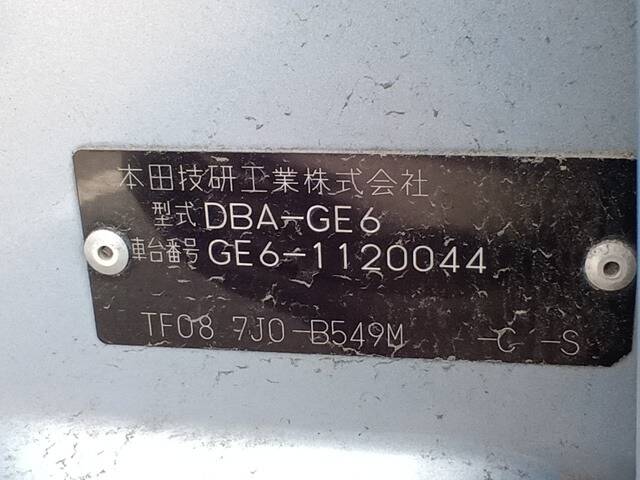 本田技研工業株式会社
型式 DBA-GE6
車台番号 GE6-1120044
TF08 7J0-B549M -C -S